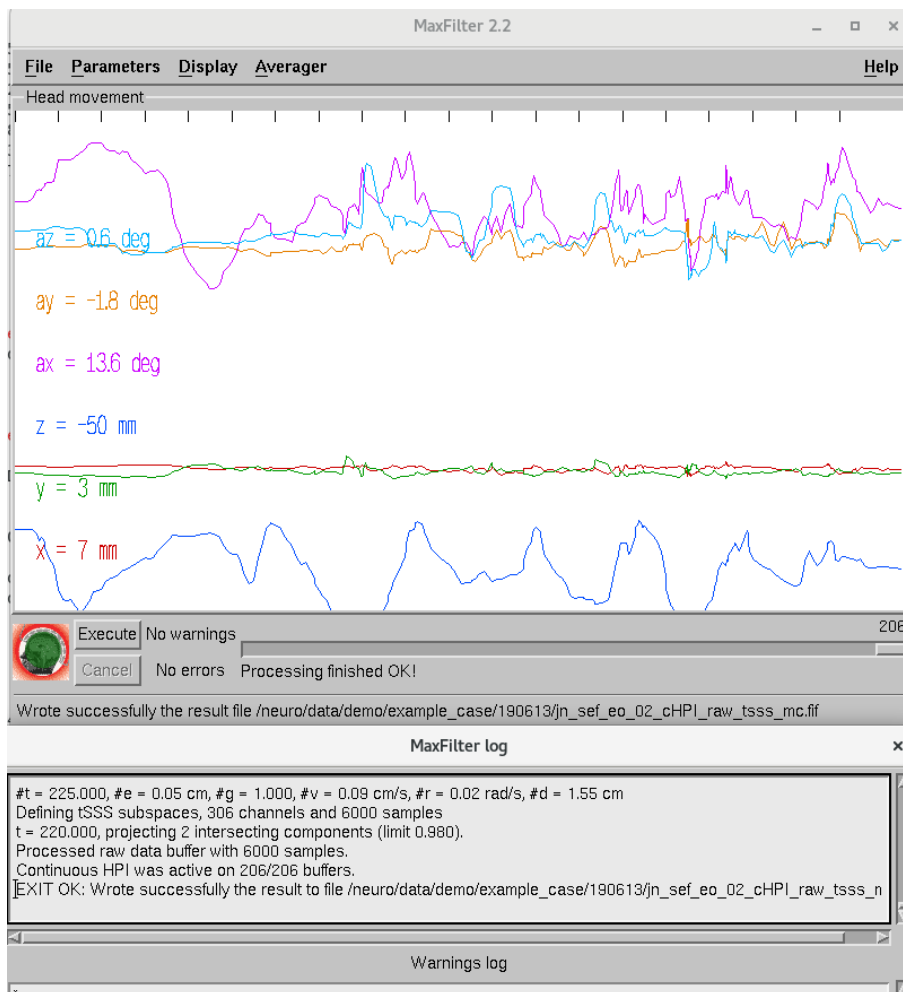 MaxFilter 2.2
File Parameters Display Averager Help
Head movement
az = 0.6 deg
ay = -1.8 deg
ax = 13.6 deg
z = -50 mm
y = 3 mm
x = 7 mm
206
Execute No warnings
Cancel No errors Processing finished OK!
Wrote successfully the result file /neuro/data/demo/example_case/190613/jn_sef_eo_02_cHPI_raw_tsss_mc.fif
MaxFilter log
#t = 225.000, #e = 0.05 cm, #g = 1.000, #v = 0.09 cm/s, #r = 0.02 rad/s, #d = 1.55 cm
Defining tSSS subspaces, 306 channels and 6000 samples
t = 220.000, projecting 2 intersecting components (limit 0.980).
Processed raw data buffer with 6000 samples.
Continuous HPI was active on 206/206 buffers.
EXIT OK: Wrote successfully the result to file /neuro/data/demo/example_case/190613/jn_sef_eo_02_cHPI_raw_tsss_n
Warnings log